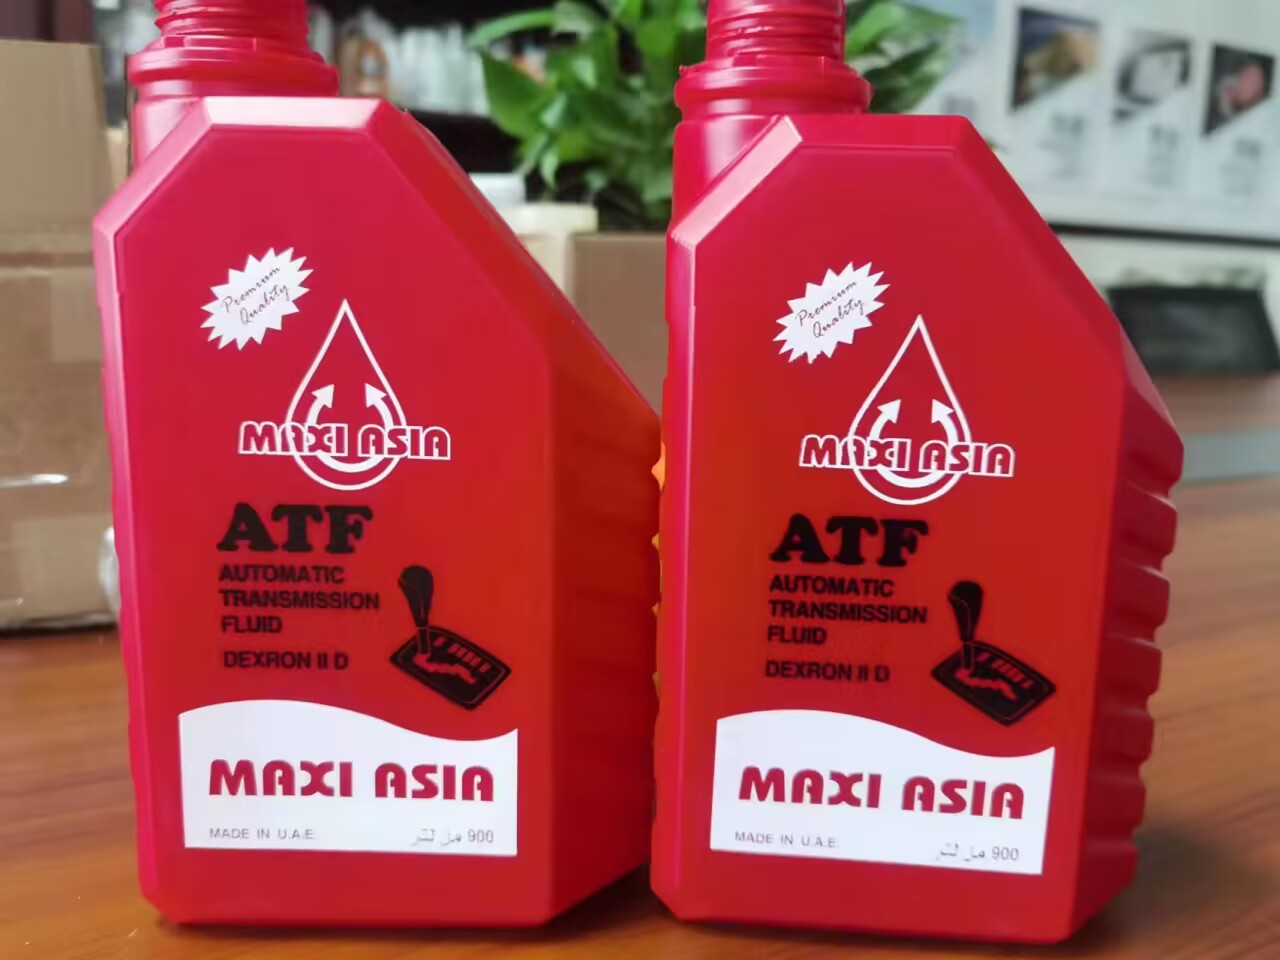 Premium
Quality
MAXI ASIA
ATF
AUTOMATIC
TRANSMISSION
FLUID
DEXRON II D
MAXI ASIA
MADE IN U.A.E.
900 مل لتر
Premium
Quality
MAXI ASIA
ATF
AUTOMATIC
TRANSMISSION
FLUID
DEXRON II D
MAXI ASIA
MADE IN U.A.E.
900 مل لتر